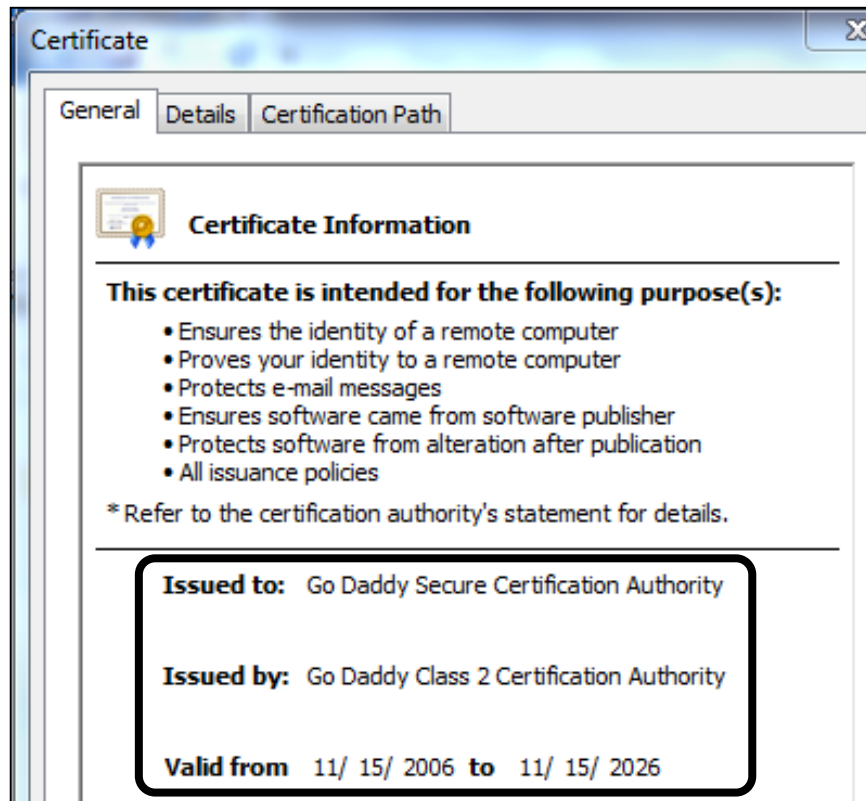 Certificate
General Details Certification Path
Certificate Information
This certificate is intended for the following purpose(s):
• Ensures the identity of a remote computer
• Proves your identity to a remote computer
• Protects e-mail messages
• Ensures software came from software publisher
• Protects software from alteration after publication
• All issuance policies
* Refer to the certification authority's statement for details.
Issued to: Go Daddy Secure Certification Authority
Issued by: Go Daddy Class 2 Certification Authority
Valid from 11/ 15/ 2006 to 11/ 15/ 2026